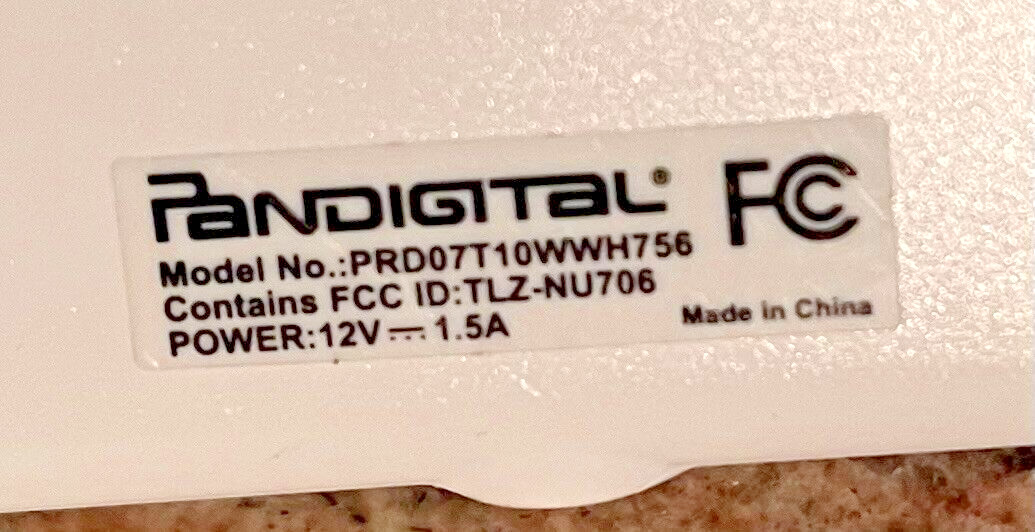 PANDIGITAL®
FC
Model No.:PRD07T10WWH756
Contains FCC ID:TLZ-NU706
POWER:12V ⎓ 1.5A
Made in China